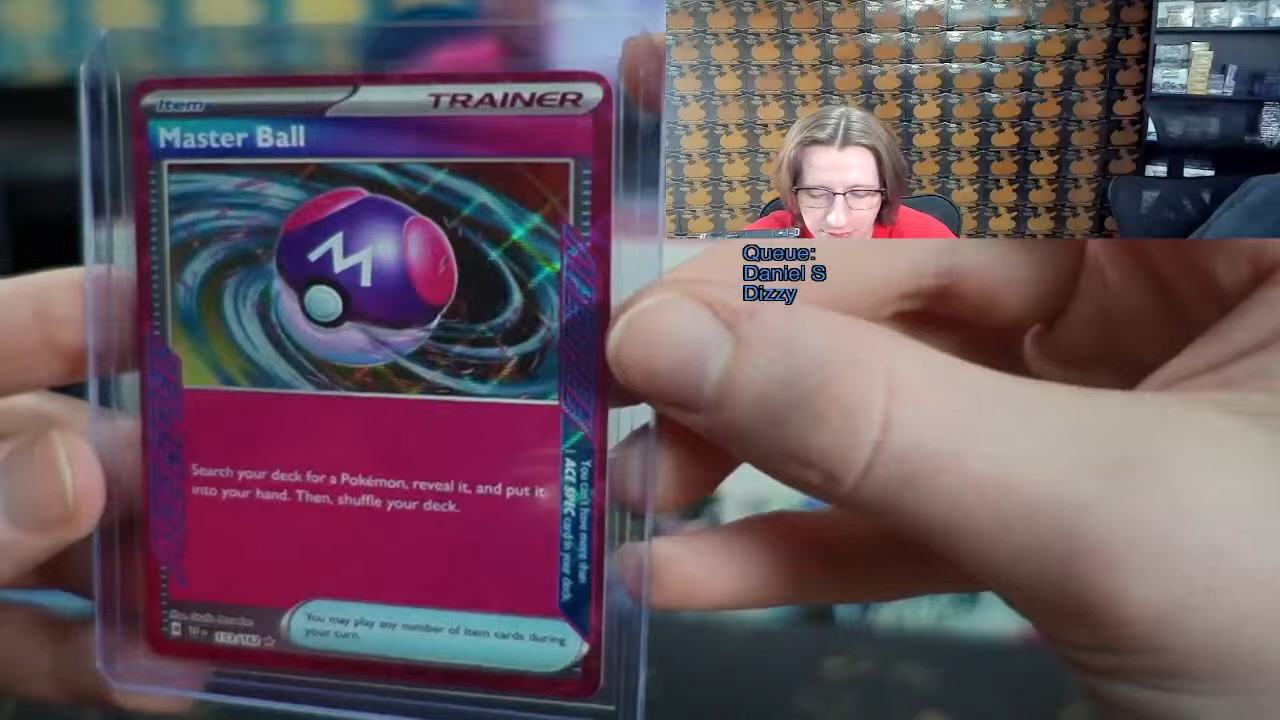 Item
TRAINER
Master Ball
M
Search your deck for a Pokémon, reveal it, and put it
into your hand. Then, shuffle your deck.
You can't have more than
1 ACE SPEC card in your deck.
You may play any number of Item cards during
your turn.
153/162
Queue:
Daniel S
Dizzy